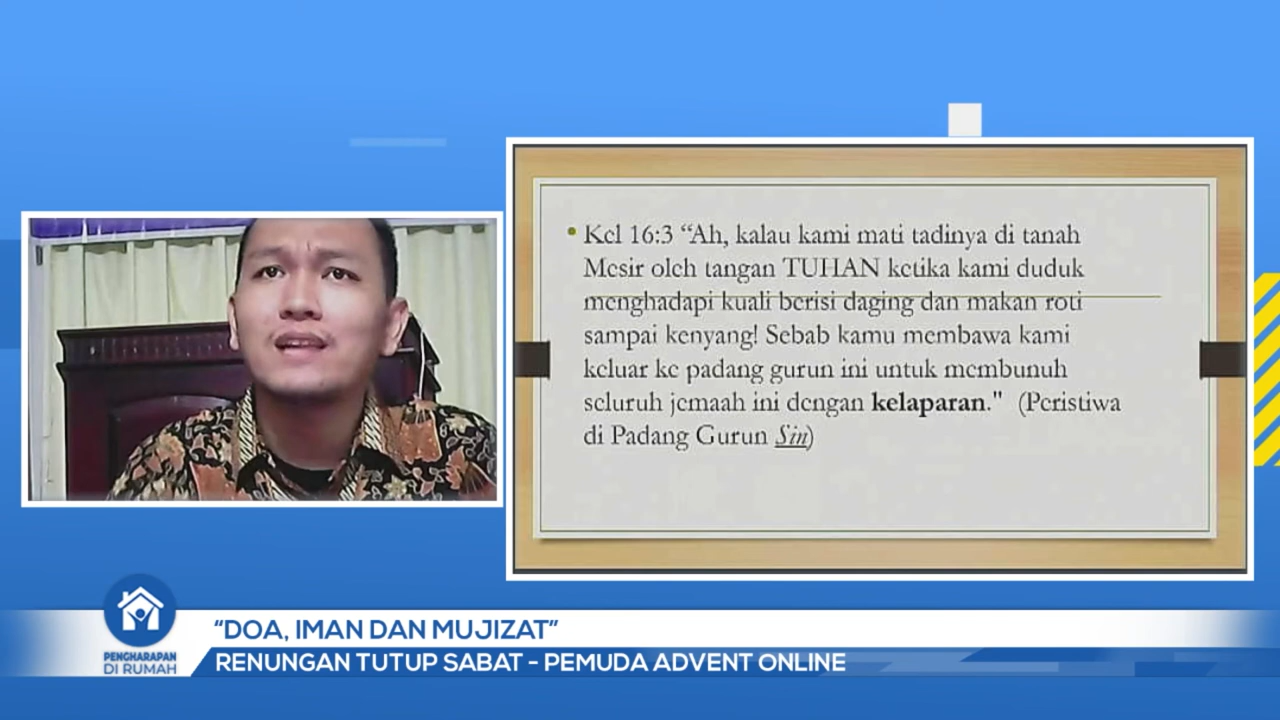 • Kel 16:3 “Ah, kalau kami mati tadinya di tanah
Mesir oleh tangan TUHAN ketika kami duduk
menghadapi kuali berisi daging dan makan roti
sampai kenyang! Sebab kamu membawa kami
keluar ke padang gurun ini untuk membunuh
seluruh jemaah ini dengan kelaparan." (Peristiwa
di Padang Gurun Sin)
“DOA, IMAN DAN MUJIZAT”
PENGHARAPAN
DI RUMAH
RENUNGAN TUTUP SABAT - PEMUDA ADVENT ONLINE